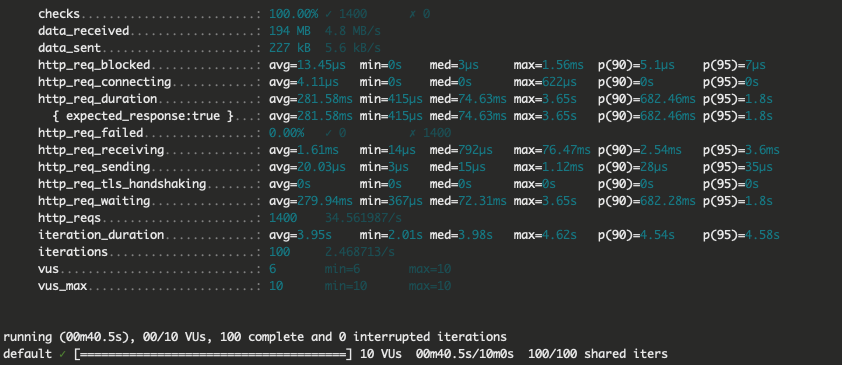 checks.........................: 100.00% ✓ 1400 ✗ 0
data_received..................: 194 MB 4.8 MB/s
data_sent......................: 227 kB 5.6 kB/s
http_req_blocked...............: avg=13.45µs min=0s med=3µs max=1.56ms p(90)=5.1µs p(95)=7µs
http_req_connecting............: avg=4.11µs min=0s med=0s max=622µs p(90)=0s p(95)=0s
http_req_duration..............: avg=281.58ms min=415µs med=74.63ms max=3.65s p(90)=682.46ms p(95)=1.8s
{ expected_response:true }...: avg=281.58ms min=415µs med=74.63ms max=3.65s p(90)=682.46ms p(95)=1.8s
http_req_failed................: 0.00% ✓ 0 ✗ 1400
http_req_receiving.............: avg=1.61ms min=14µs med=792µs max=76.47ms p(90)=2.54ms p(95)=3.6ms
http_req_sending...............: avg=20.03µs min=3µs med=15µs max=1.12ms p(90)=28µs p(95)=35µs
http_req_tls_handshaking.......: avg=0s min=0s med=0s max=0s p(90)=0s p(95)=0s
http_req_waiting...............: avg=279.94ms min=367µs med=72.31ms max=3.65s p(90)=682.28ms p(95)=1.8s
http_reqs......................: 1400 34.561987/s
iteration_duration.............: avg=3.95s min=2.01s med=3.98s max=4.62s p(90)=4.54s p(95)=4.58s
iterations.....................: 100 2.468713/s
vus............................: 6 min=6 max=10
vus_max........................: 10 min=10 max=10
running (00m40.5s), 00/10 VUs, 100 complete and 0 interrupted iterations
default ✓ [======================================] 10 VUs 00m40.5s/10m0s 100/100 shared iters